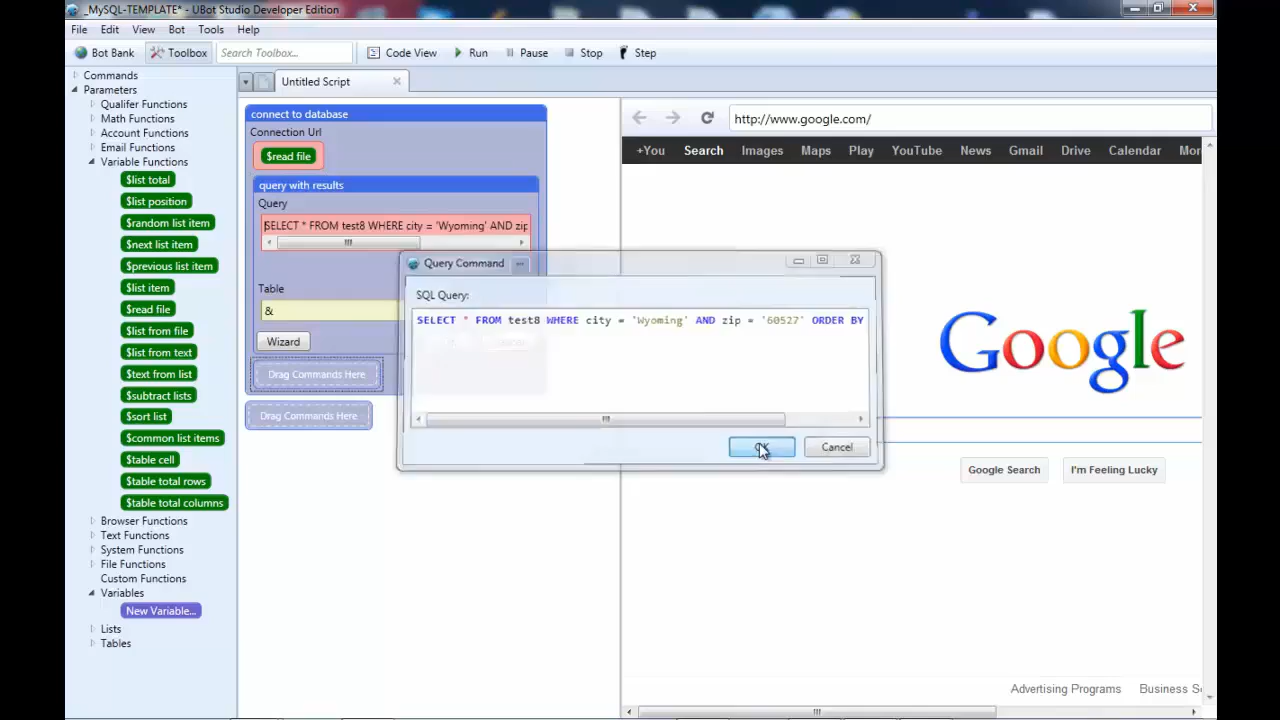 _MySQL-TEMPLATE* - UBot Studio Developer Edition
File Edit View Bot Tools Help
Bot Bank Toolbox Search Toolbox... Code View Run Pause Stop Step
Commands
Parameters
Qualifer Functions
Math Functions
Account Functions
Email Functions
Variable Functions
$list total
$list position
$random list item
$next list item
$previous list item
$list item
$read file
$list from file
$list from text
$text from list
$subtract lists
$sort list
$common list items
$table cell
$table total rows
$table total columns
Browser Functions
Text Functions
System Functions
File Functions
Custom Functions
Variables
New Variable...
Lists
Tables
Untitled Script
connect to database
Connection Url
$read file
query with results
Query
SELECT * FROM test8 WHERE city = 'Wyoming' AND zip
Table
&
Wizard
Drag Commands Here
Drag Commands Here
Query Command
SQL Query:
SELECT * FROM test8 WHERE city = 'Wyoming' AND zip = '60527' ORDER BY
OK Cancel
http://www.google.com/
+You Search Images Maps Play YouTube News Gmail Drive Calendar Mor
Google
Google Search I'm Feeling Lucky
Advertising Programs Business S